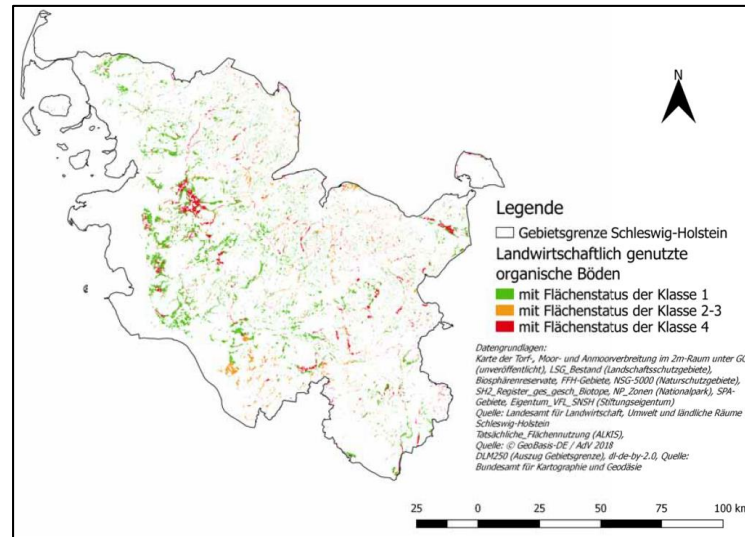 N
Legende
Gebietsgrenze Schleswig-Holstein
Landwirtschaftlich genutzte
organische Böden
mit Flächenstatus der Klasse 1
mit Flächenstatus der Klasse 2-3
mit Flächenstatus der Klasse 4
Datengrundlagen:
Karte der Torf-, Moor- und Anmoorverbreitung im 2m-Raum unter
(unveröffentlicht), LSG_Bestand (Landschaftsschutzgebiete),
Biosphärenreservate, FFH-Gebiete, NSG-5000 (Naturschutzgebiete),
SH2_Register_ges_gesch_Biotope, NP_Zonen (Nationalpark), SPA-
Gebiete, Eigentum_VFL_SNSH (Stiftungseigentum)
Quelle: Landesamt für Landwirtschaft, Umwelt und ländliche Räume
Schleswig-Holstein
Tatsächliche_Flächennutzung (ALKIS),
Quelle: © GeoBasis-DE / AdV 2018
DLM250 (Auszug Gebietsgrenze), dl-de-by-2.0, Quelle:
Bundesamt für Kartographie und Geodäsie
25 0 25 50 75 100 km